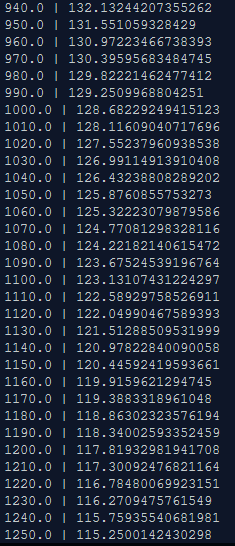 940.0 | 132.13244207355262
950.0 | 131.551059328429
960.0 | 130.97223466738393
970.0 | 130.39595683484745
980.0 | 129.82221462477412
990.0 | 129.2509968804251
1000.0 | 128.68229249415123
1010.0 | 128.11609040717696
1020.0 | 127.55237960938538
1030.0 | 126.99114913910408
1040.0 | 126.43238808289202
1050.0 | 125.8760855753273
1060.0 | 125.32223079879586
1070.0 | 124.77081298328116
1080.0 | 124.22182140615472
1090.0 | 123.67524539196764
1100.0 | 123.13107431224297
1110.0 | 122.58929758526911
1120.0 | 122.04990467589393
1130.0 | 121.51288509531999
1140.0 | 120.97822840090058
1150.0 | 120.44592419593661
1160.0 | 119.9159621294745
1170.0 | 119.3883318961048
1180.0 | 118.86302323576194
1190.0 | 118.34002593352459
1200.0 | 117.81932981941708
1210.0 | 117.30092476821164
1220.0 | 116.78480069923151
1230.0 | 116.2709475761549
1240.0 | 115.75935540681981
1250.0 | 115.2500142430298